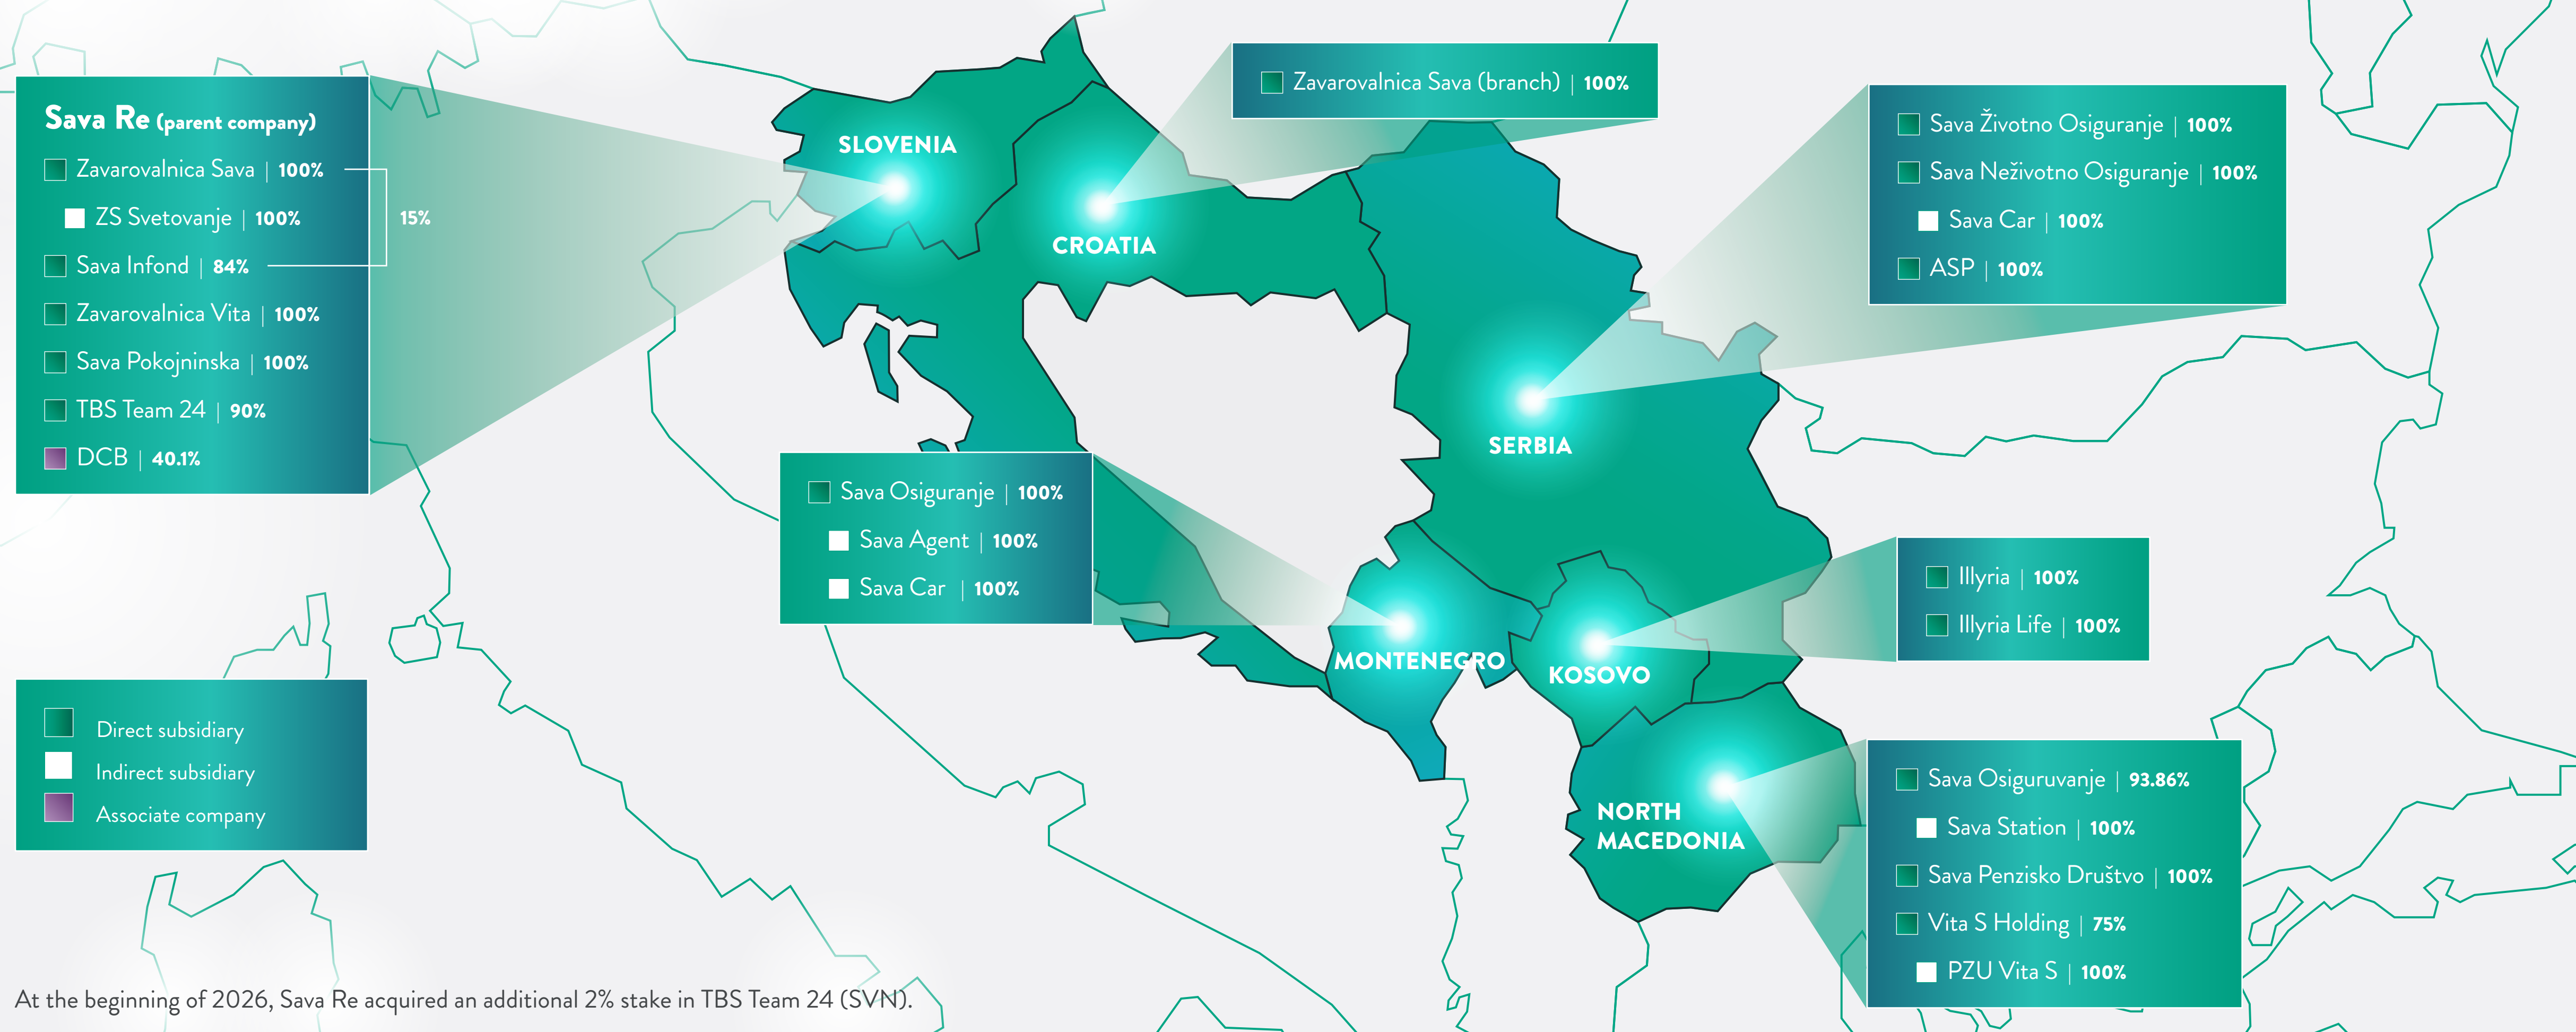 Sava Re (parent company)
Zavarovalnica Sava | 100%
ZS Svetovanje | 100%
15%
Sava Infond | 84%
Zavarovalnica Vita | 100%
Sava Pokojninska | 100%
TBS Team 24 | 90%
DCB | 40.1%
SLOVENIA
Zavarovalnica Sava (branch) | 100%
CROATIA
Sava Životno Osiguranje | 100%
Sava Neživotno Osiguranje | 100%
Sava Car | 100%
ASP | 100%
SERBIA
Sava Osiguranje | 100%
Sava Agent | 100%
Sava Car | 100%
MONTENEGRO
Illyria | 100%
Illyria Life | 100%
KOSOVO
Sava Osiguruvanje | 93.86%
Sava Station | 100%
Sava Penzisko Društvo | 100%
Vita S Holding | 75%
PZU Vita S | 100%
NORTH
MACEDONIA
Direct subsidiary
Indirect subsidiary
Associate company
At the beginning of 2026, Sava Re acquired an additional 2% stake in TBS Team 24 (SVN).